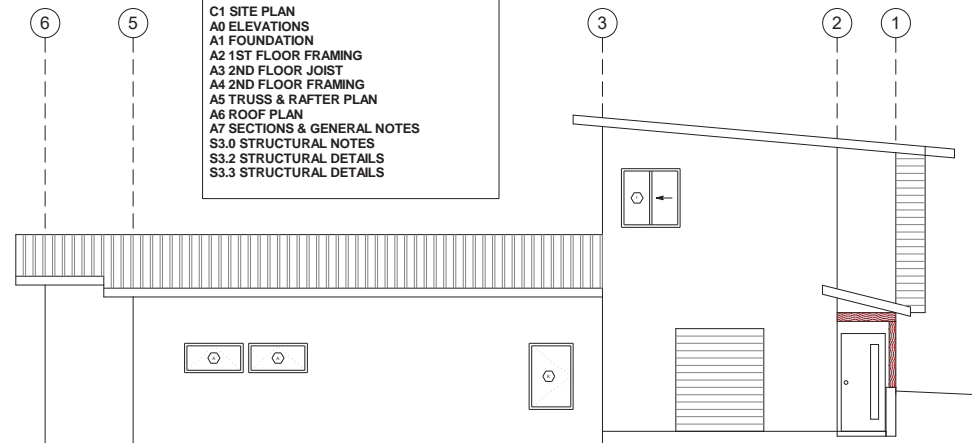 6
5
3
2
1
C1 SITE PLAN
A0 ELEVATIONS
A1 FOUNDATION
A2 1ST FLOOR FRAMING
A3 2ND FLOOR JOIST
A4 2ND FLOOR FRAMING
A5 TRUSS & RAFTER PLAN
A6 ROOF PLAN
A7 SECTIONS & GENERAL NOTES
S3.0 STRUCTURAL NOTES
S3.2 STRUCTURAL DETAILS
S3.3 STRUCTURAL DETAILS